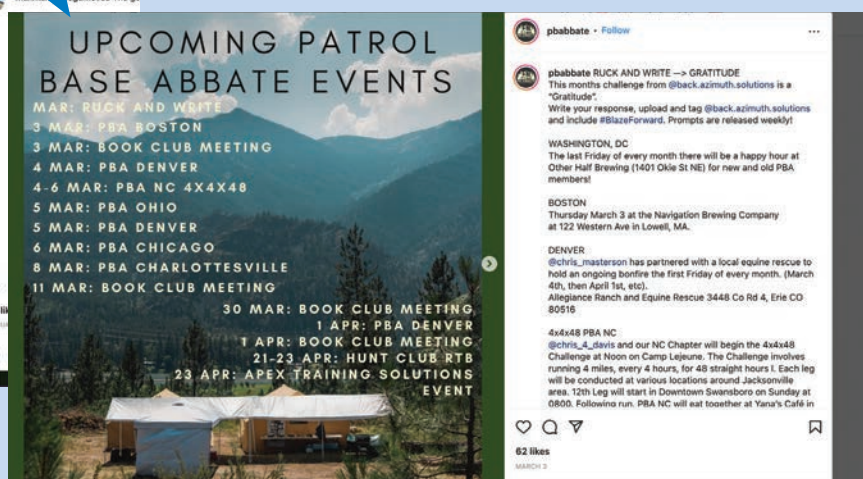 UPCOMING PATROL
BASE ABBATE EVENTS
MAR: RUCK AND WRITE
3 MAR: PBA BOSTON
3 MAR: BOOK CLUB MEETING
4 MAR: PBA DENVER
4-6 MAR: PBA NC 4X4X48
5 MAR: PBA OHIO
5 MAR: PBA DENVER
6 MAR: PBA CHICAGO
8 MAR: PBA CHARLOTTESVILLE
11 MAR: BOOK CLUB MEETING
30 MAR: BOOK CLUB MEETING
1 APR: PBA DENVER
1 APR: BOOK CLUB MEETING
21-23 APR: HUNT CLUB RTB
23 APR: APEX TRAINING SOLUTIONS
EVENT
pbabbate • Follow
pbabbate RUCK AND WRITE —> GRATITUDE
This months challenge from @back.azimuth.solutions is a
"Gratitude".
Write your response, upload and tag @back.azimuth.solutions
and include #BlazeForward. Prompts are released weekly!
WASHINGTON, DC
The last Friday of every month there will be a happy hour at
Other Half Brewing (1401 Okie St NE) for new and old PBA
members!
BOSTON
Thursday March 3 at the Navigation Brewing Company
at 122 Western Ave in Lowell, MA.
DENVER
@chris_masterson has partnered with a local equine rescue to
hold an ongoing bonfire the first Friday of every month. (March
4th, then April 1st, etc).
Allegiance Ranch and Equine Rescue 3448 Co Rd 4, Erie CO
80516
4x4x48 PBA NC
@chris_4_davis and our NC Chapter will begin the 4x4x48
Challenge at Noon on Camp Lejeune. The Challenge involves
running 4 miles, every 4 hours, for 48 straight hours I. Each leg
will be conducted at various locations around Jacksonville
area. 12th Leg will start in Downtown Swansboro on Sunday at
0800. Following run, PBA NC will eat together at Yana's Café in
62 likes
MARCH 3